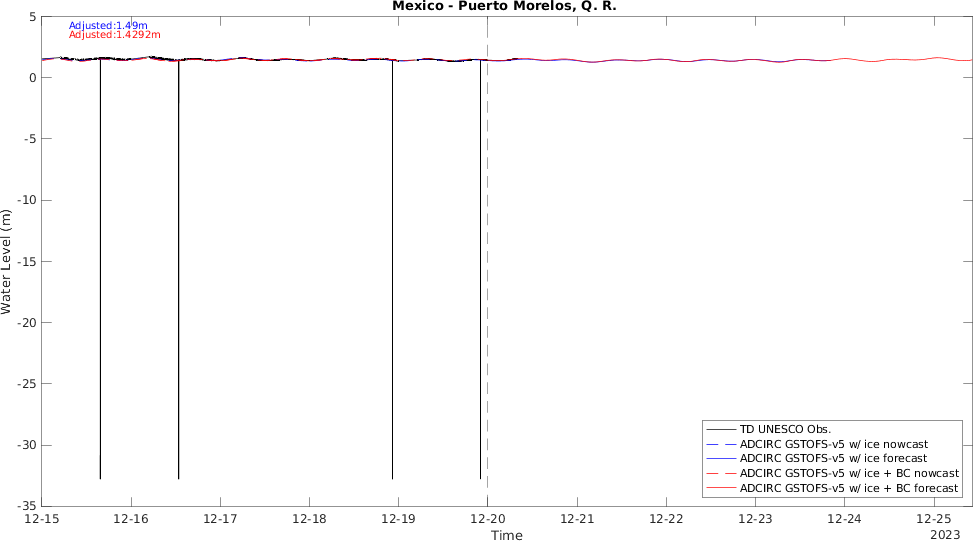 Mexico - Puerto Morelos, Q. R.
Adjusted:1.49m
Adjusted:1.4292m
5
0
-5
-10
-15
-20
-25
-30
-35
Water Level (m)
TD UNESCO Obs.
ADCIRC GSTOFS-v5 w/ ice nowcast
ADCIRC GSTOFS-v5 w/ ice forecast
ADCIRC GSTOFS-v5 w/ ice + BC nowcast
ADCIRC GSTOFS-v5 w/ ice + BC forecast
12-15 12-16 12-17 12-18 12-19 12-20 12-21 12-22 12-23 12-24 12-25
Time
2023